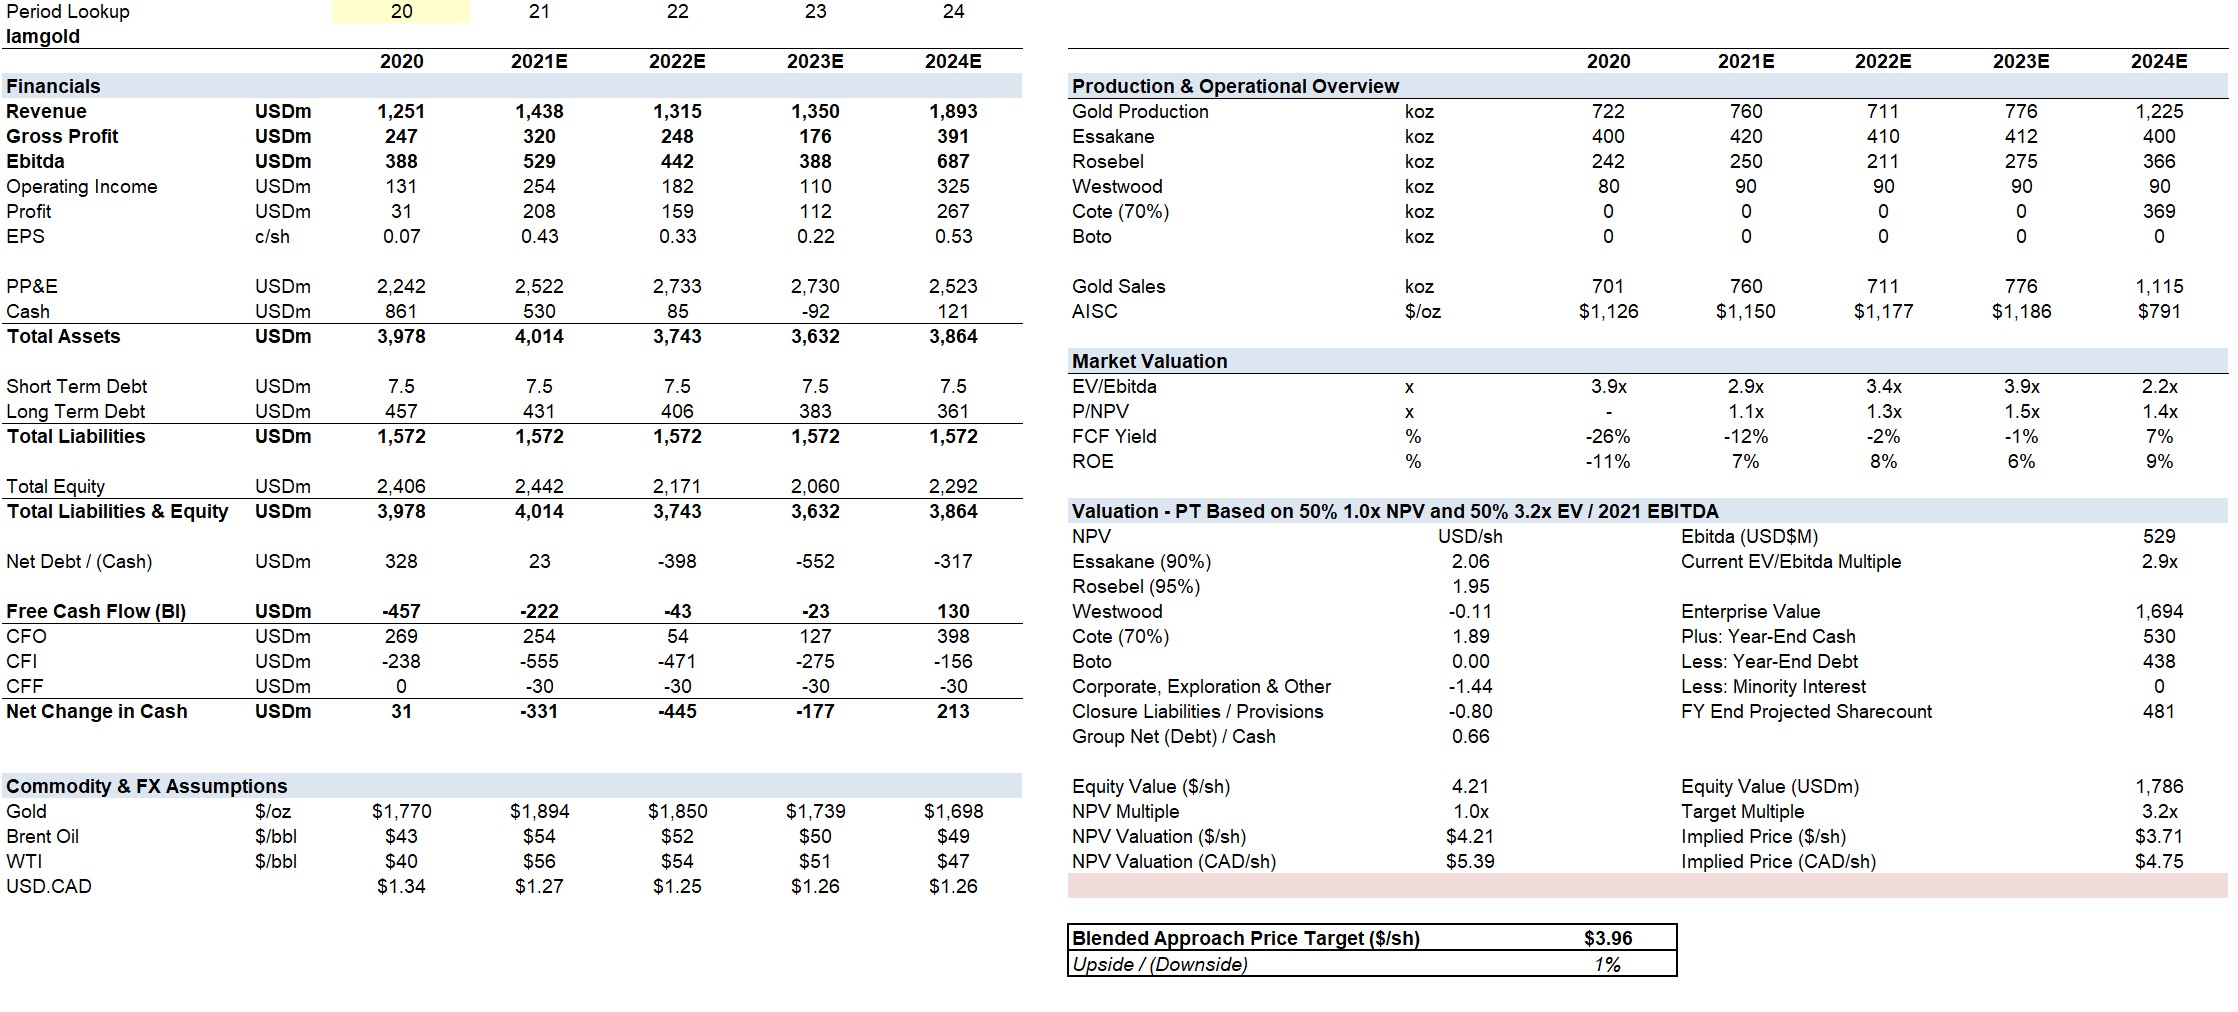 Period Lookup 20 21 22 23 24
Iamgold
2020 2021E 2022E 2023E 2024E
Financials
Revenue USDm 1,251 1,438 1,315 1,350 1,893
Gross Profit USDm 247 320 248 176 391
Ebitda USDm 388 529 442 388 687
Operating Income USDm 131 254 182 110 325
Profit USDm 31 208 159 112 267
EPS c/sh 0.07 0.43 0.33 0.22 0.53
PP&E USDm 2,242 2,522 2,733 2,730 2,523
Cash USDm 861 530 85 -92 121
Total Assets USDm 3,978 4,014 3,743 3,632 3,864
Short Term Debt USDm 7.5 7.5 7.5 7.5 7.5
Long Term Debt USDm 457 431 406 383 361
Total Liabilities USDm 1,572 1,572 1,572 1,572 1,572
Total Equity USDm 2,406 2,442 2,171 2,060 2,292
Total Liabilities & Equity USDm 3,978 4,014 3,743 3,632 3,864
Net Debt / (Cash) USDm 328 23 -398 -552 -317
Free Cash Flow (BI) USDm -457 -222 -43 -23 130
CFO USDm 269 254 54 127 398
CFI USDm -238 -555 -471 -275 -156
CFF USDm 0 -30 -30 -30 -30
Net Change in Cash USDm 31 -331 -445 -177 213
Commodity & FX Assumptions
Gold $/oz $1,770 $1,894 $1,850 $1,739 $1,698
Brent Oil $/bbl $43 $54 $52 $50 $49
WTI $/bbl $40 $56 $54 $51 $47
USD.CAD $1.34 $1.27 $1.25 $1.26 $1.26
2020 2021E 2022E 2023E 2024E
Production & Operational Overview
Gold Production koz 722 760 711 776 1,225
Essakane koz 400 420 410 412 400
Rosebel koz 242 250 211 275 366
Westwood koz 80 90 90 90 90
Cote (70%) koz 0 0 0 0 369
Boto koz 0 0 0 0 0
Gold Sales koz 701 760 711 776 1,115
AISC $/oz $1,126 $1,150 $1,177 $1,186 $791
Market Valuation
EV/Ebitda x 3.9x 2.9x 3.4x 3.9x 2.2x
P/NPV x - 1.1x 1.3x 1.5x 1.4x
FCF Yield % -26% -12% -2% -1% 7%
ROE % -11% 7% 8% 6% 9%
Valuation - PT Based on 50% 1.0x NPV and 50% 3.2x EV / 2021 EBITDA
NPV USD/sh Ebitda (USD$M) 529
Essakane (90%) 2.06 Current EV/Ebitda Multiple 2.9x
Rosebel (95%) 1.95
Westwood -0.11 Enterprise Value 1,694
Cote (70%) 1.89 Plus: Year-End Cash 530
Boto 0.00 Less: Year-End Debt 438
Corporate, Exploration & Other -1.44 Less: Minority Interest 0
Closure Liabilities / Provisions -0.80 FY End Projected Sharecount 481
Group Net (Debt) / Cash 0.66
Equity Value ($/sh) 4.21 Equity Value (USDm) 1,786
NPV Multiple 1.0x Target Multiple 3.2x
NPV Valuation ($/sh) $4.21 Implied Price ($/sh) $3.71
NPV Valuation (CAD/sh) $5.39 Implied Price (CAD/sh) $4.75
Blended Approach Price Target ($/sh) $3.96
Upside / (Downside) 1%